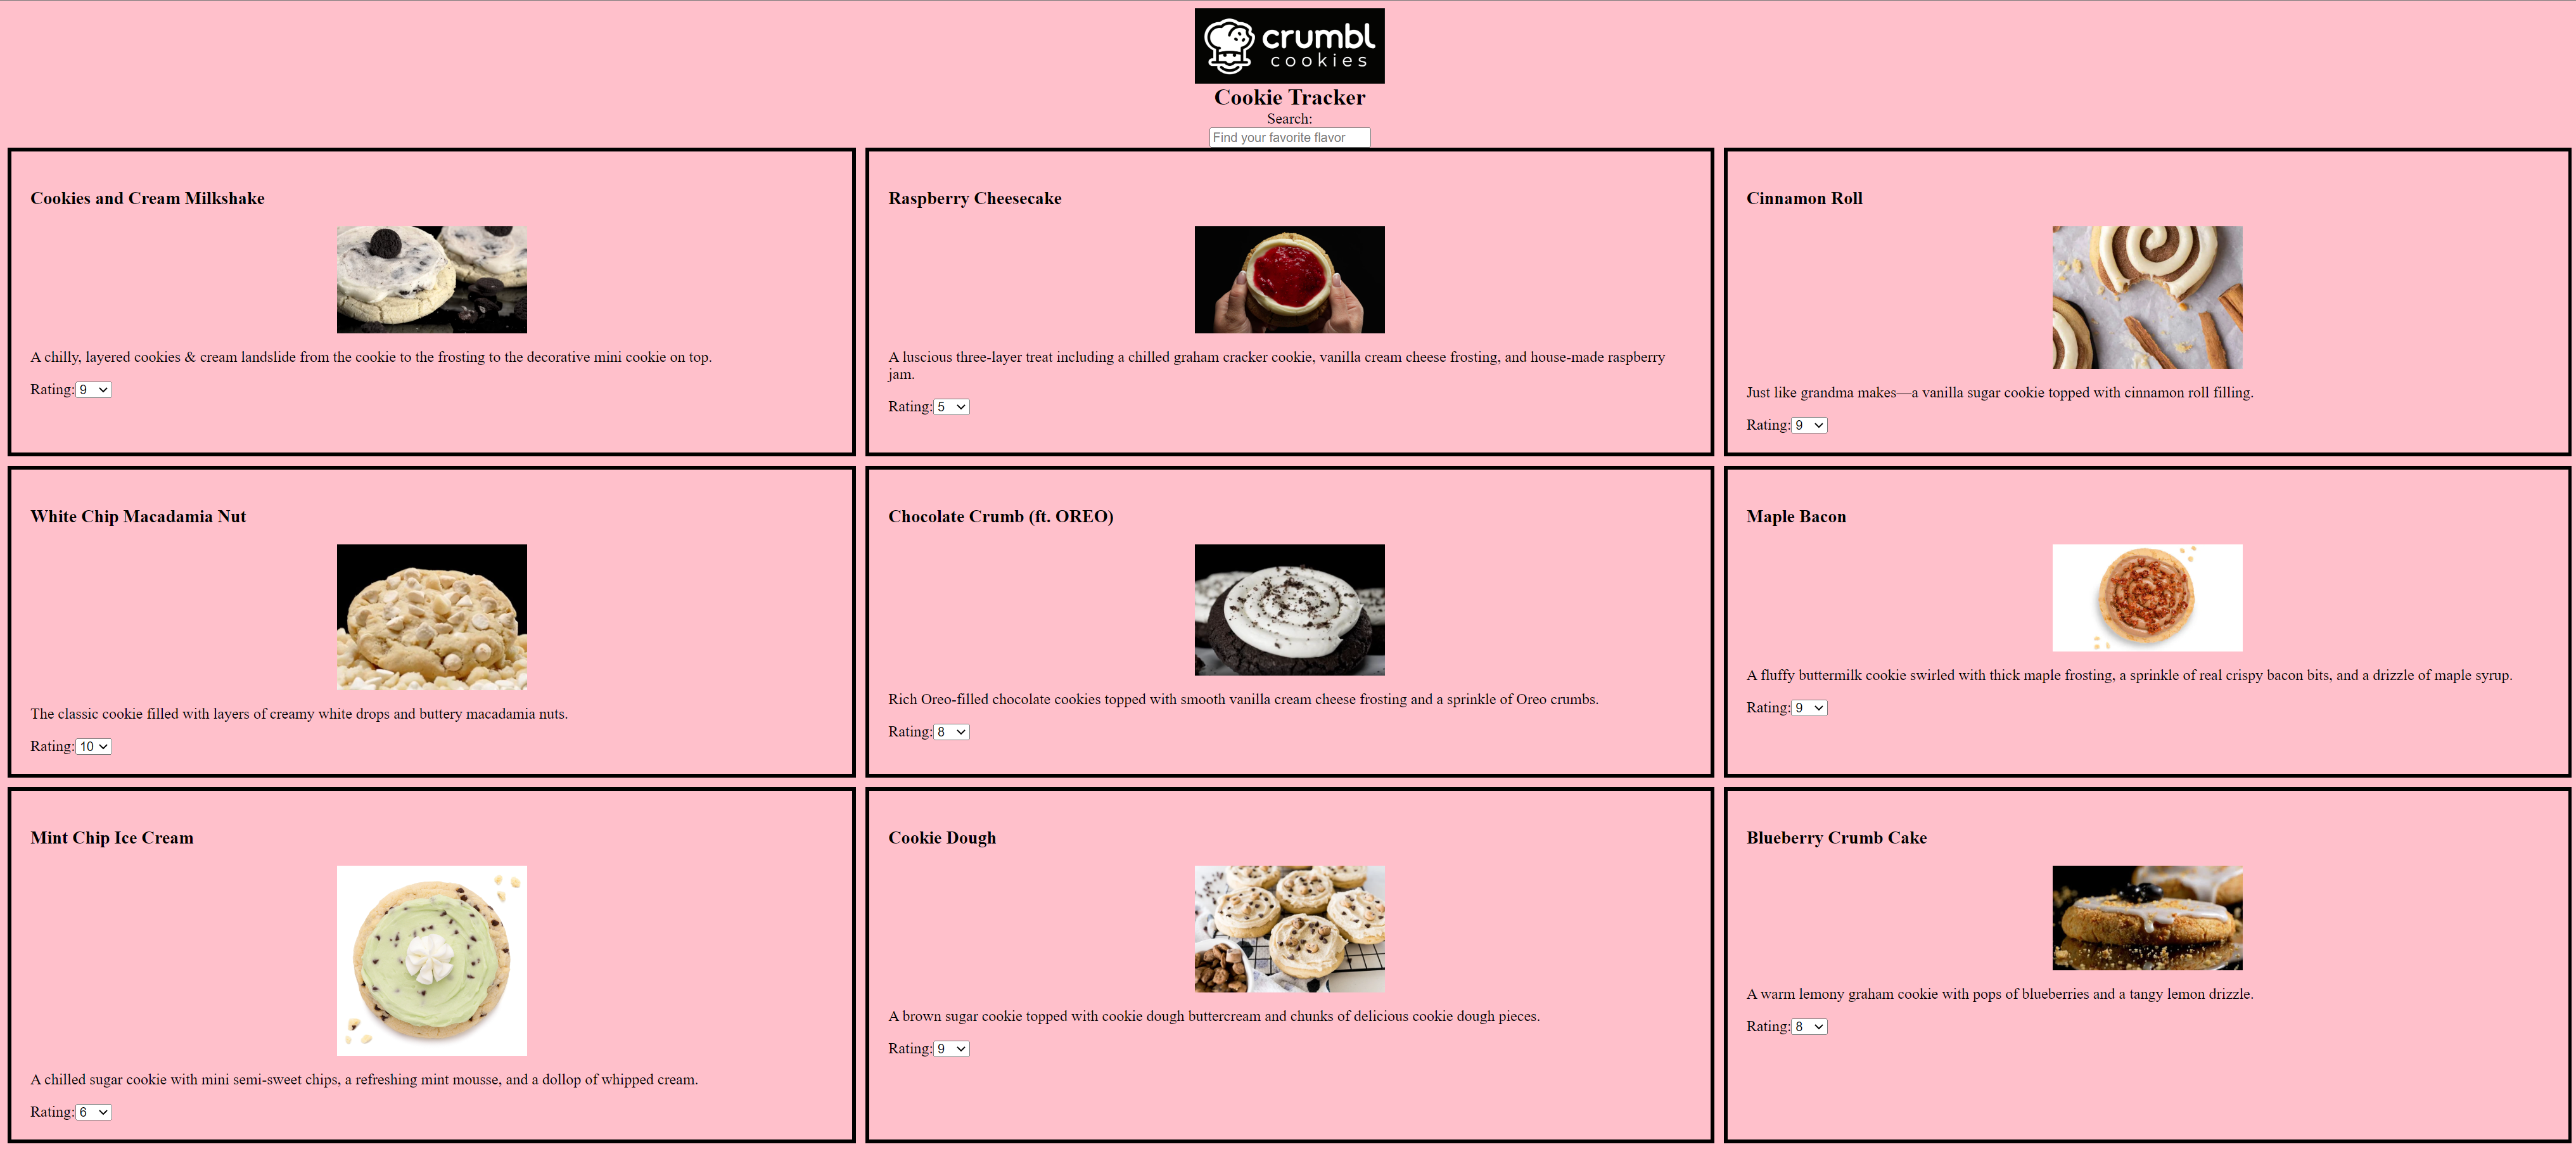 crumbl
cookies
Cookie Tracker
Search:
Find your favorite flavor
Cookies and Cream Milkshake
A chilly, layered cookies & cream landslide from the cookie to the frosting to the decorative mini cookie on top.
Rating: 9
Raspberry Cheesecake
A luscious three-layer treat including a chilled graham cracker cookie, vanilla cream cheese frosting, and house-made raspberry
jam.
Rating: 5
Cinnamon Roll
Just like grandma makes—a vanilla sugar cookie topped with cinnamon roll filling.
Rating: 9
White Chip Macadamia Nut
The classic cookie filled with layers of creamy white drops and buttery macadamia nuts.
Rating: 10
Chocolate Crumb (ft. OREO)
Rich Oreo-filled chocolate cookies topped with smooth vanilla cream cheese frosting and a sprinkle of Oreo crumbs.
Rating: 8
Maple Bacon
A fluffy buttermilk cookie swirled with thick maple frosting, a sprinkle of real crispy bacon bits, and a drizzle of maple syrup.
Rating: 9
Mint Chip Ice Cream
A chilled sugar cookie with mini semi-sweet chips, a refreshing mint mousse, and a dollop of whipped cream.
Rating: 6
Cookie Dough
A brown sugar cookie topped with cookie dough buttercream and chunks of delicious cookie dough pieces.
Rating: 9
Blueberry Crumb Cake
A warm lemony graham cookie with pops of blueberries and a tangy lemon drizzle.
Rating: 8